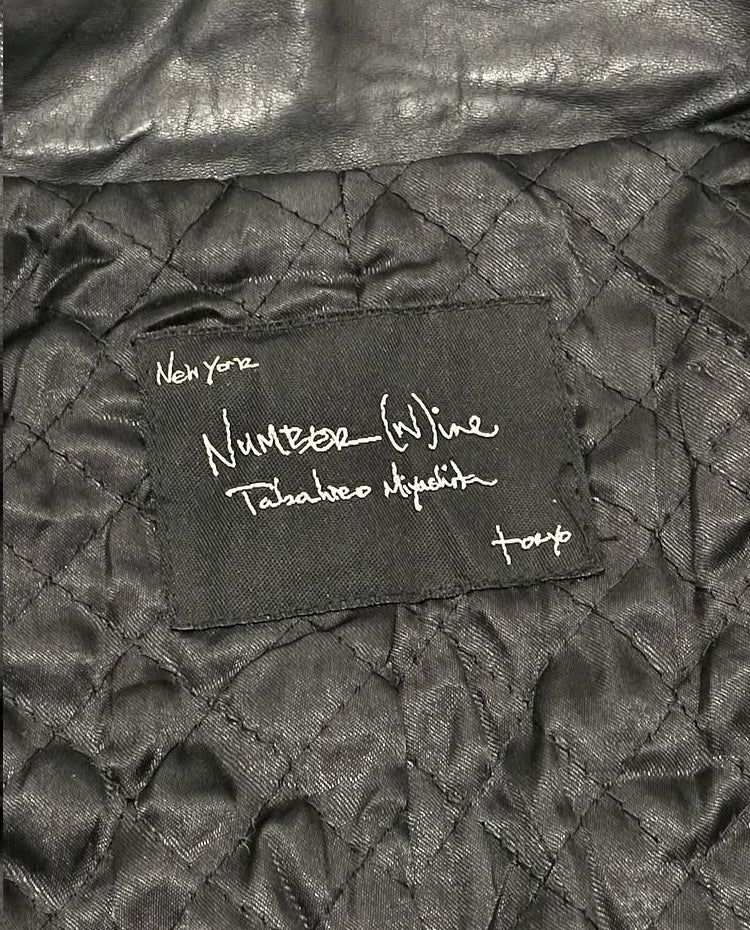 New York
NUMBER (N)ine
Takahiro Miyashita
tokyo